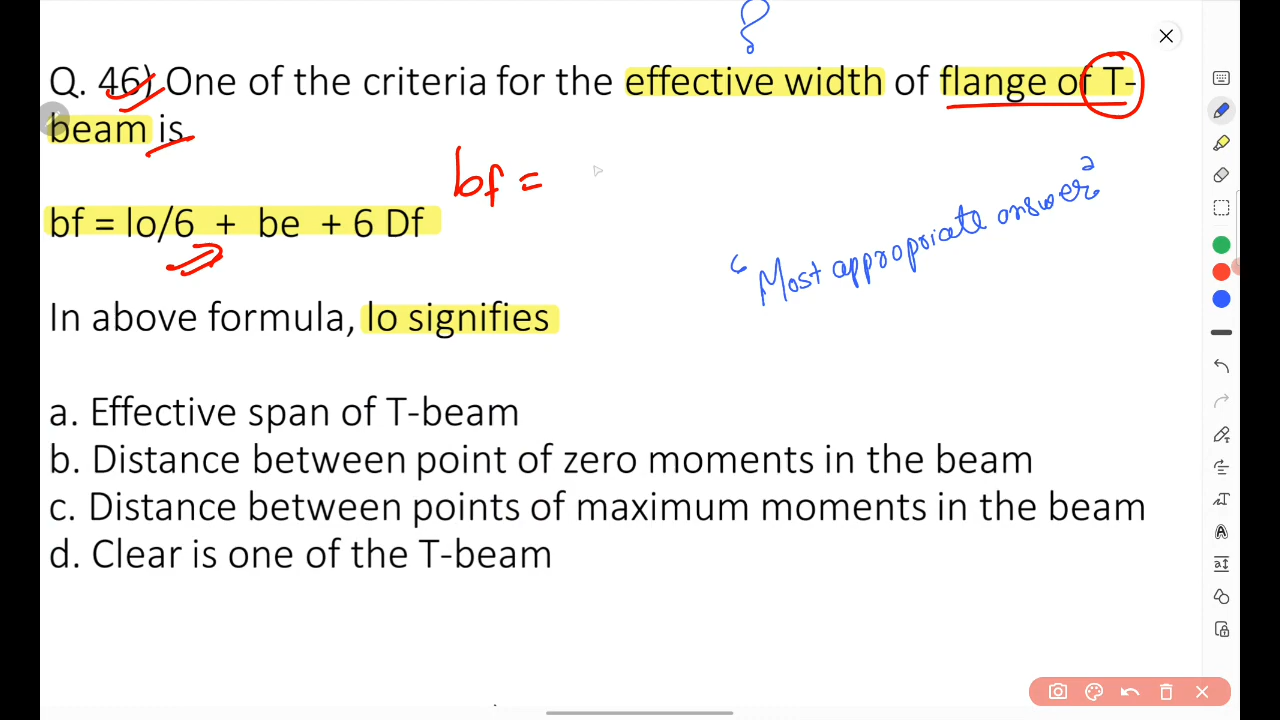 Q. 46) One of the criteria for the effective width of flange of T-
beam is
bf =
bf = lo/6 + be + 6 Df
"Most appropriate answer"
In above formula, lo signifies
a. Effective span of T-beam
b. Distance between point of zero moments in the beam
c. Distance between points of maximum moments in the beam
d. Clear is one of the T-beam